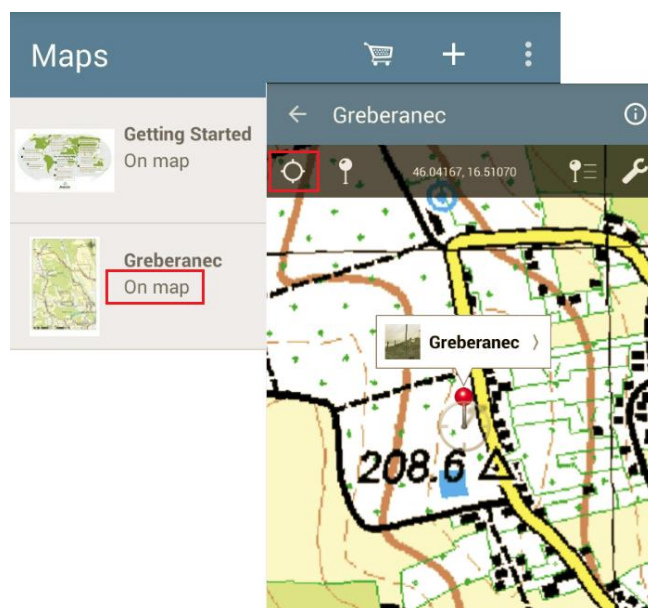 Maps
Getting Started
On map
Greberanec
On map
Greberanec
46.04167, 16.51070
Greberanec
208.6